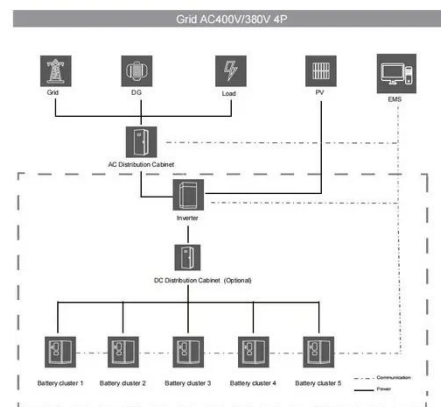 Grid AC400V/380V 4P
Grid
DG
Load
PV
EMS
AC Distribution Cabinet
Inverter
DC Distribution Cabinet (Optional)
Battery cluster 1
Battery cluster 2
Battery cluster 3
Battery cluster 4
Battery cluster 5
Communication
Power